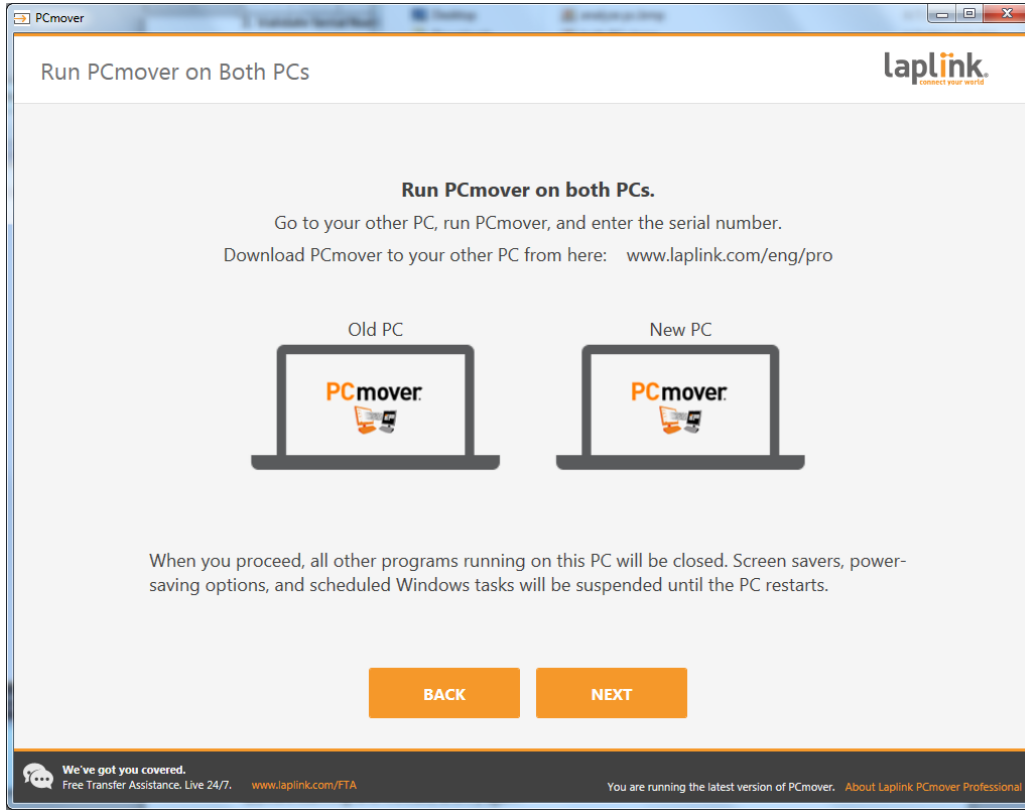 PCmover
Run PCmover on Both PCs
laplink.
connect your world
Run PCmover on both PCs.
Go to your other PC, run PCmover, and enter the serial number.
Download PCmover to your other PC from here: www.laplink.com/eng/pro
Old PC
New PC
PCmover.
PCmover.
When you proceed, all other programs running on this PC will be closed. Screen savers, power-
saving options, and scheduled Windows tasks will be suspended until the PC restarts.
BACK
NEXT
We've got you covered.
Free Transfer Assistance. Live 24/7. www.laplink.com/FTA
You are running the latest version of PCmover. About Laplink PCmover Professional